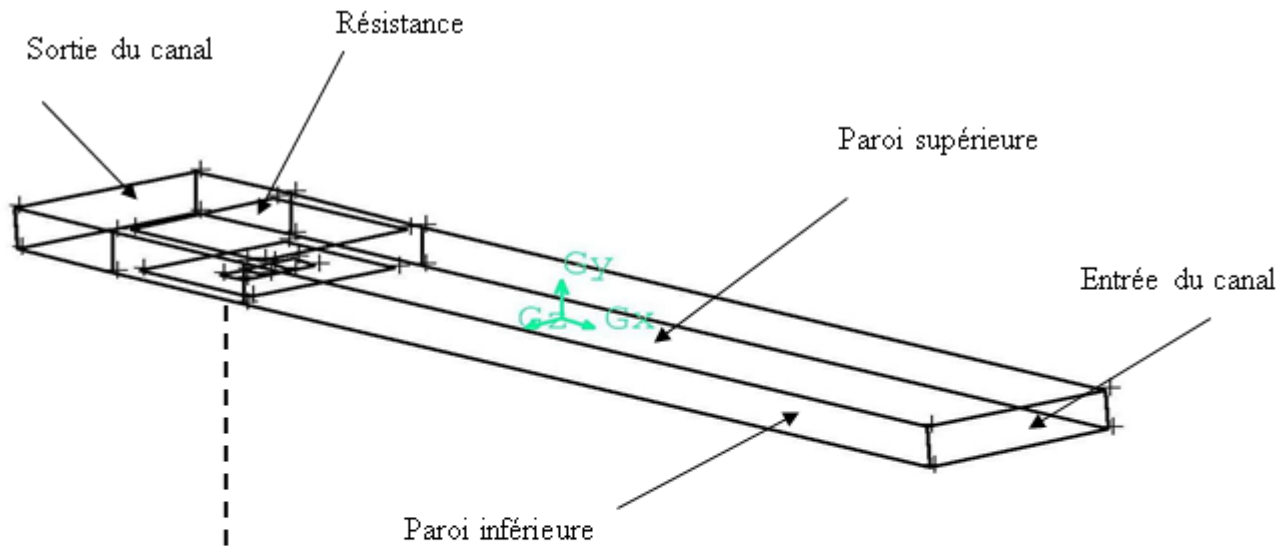 Résistance
Sortie du canal
Paroi supérieure
Gy
Entrée du canal
Gz Gx
Paroi inférieure